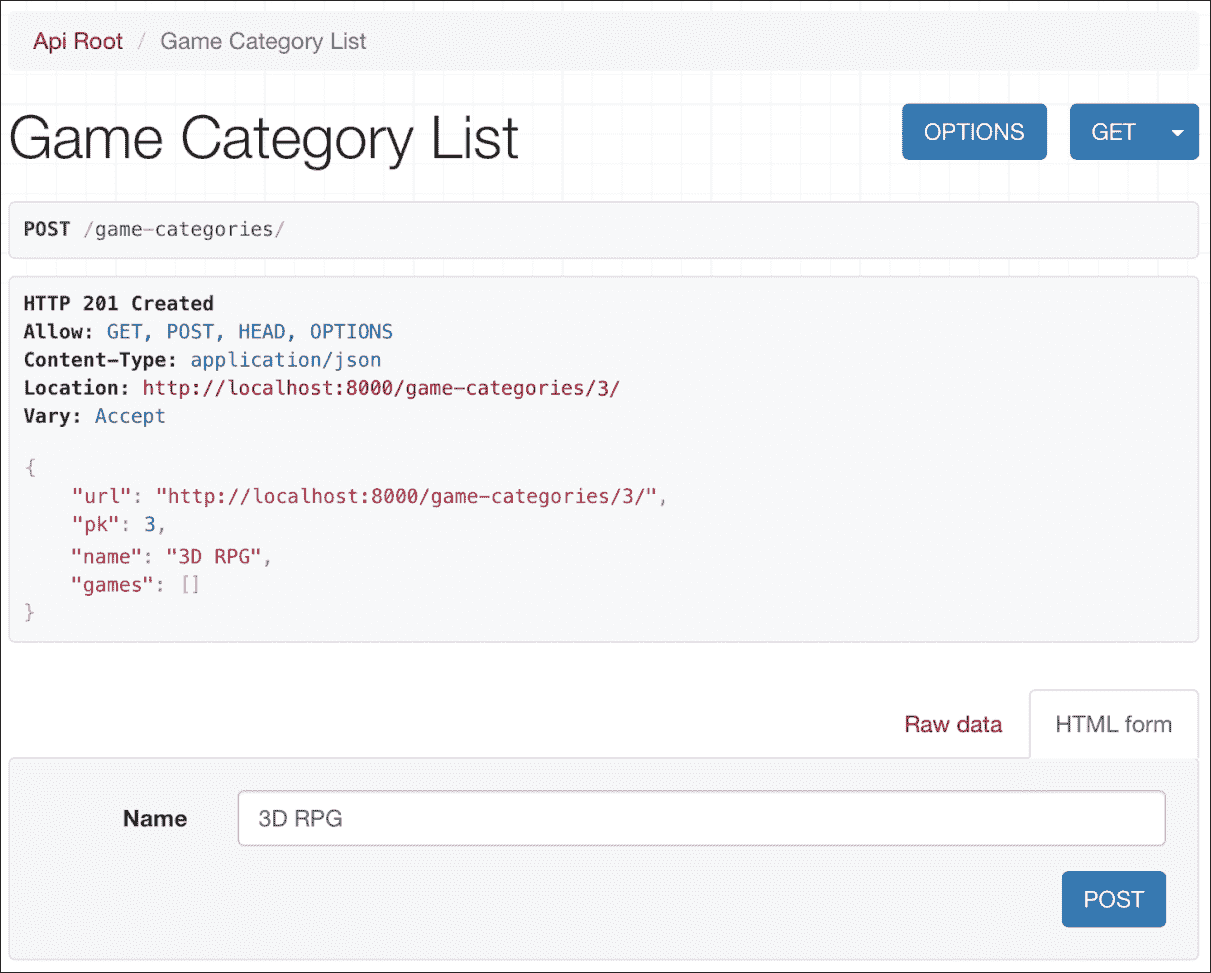 Api Root / Game Category List
Game Category List
OPTIONS
GET
POST /game-categories/
HTTP 201 Created
Allow: GET, POST, HEAD, OPTIONS
Content-Type: application/json
Location: http://localhost:8000/game-categories/3/
Vary: Accept
{
"url": "http://localhost:8000/game-categories/3/",
"pk": 3,
"name": "3D RPG",
"games": []
}
Raw data
HTML form
Name
3D RPG
POST